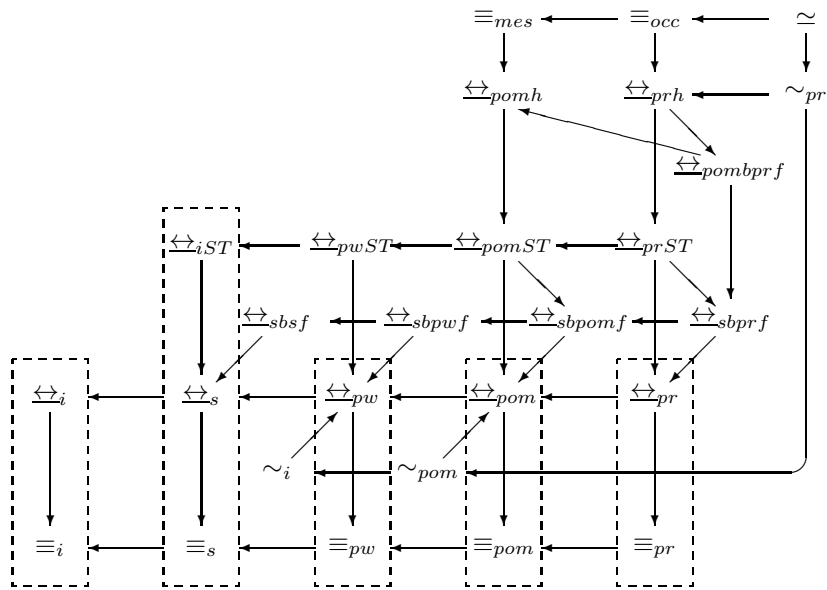 ≡mes ≡occ ≃
↔pomh ↔prh ∼pr
↔pombprf
↔iST ↔pwST ↔pomST ↔prST
↔sbsf ↔sbpwf ↔sbpomf ↔sbprf
↔i ↔s ↔pw ↔pom ↔pr
∼i ∼pom
≡i ≡s ≡pw ≡pom ≡pr